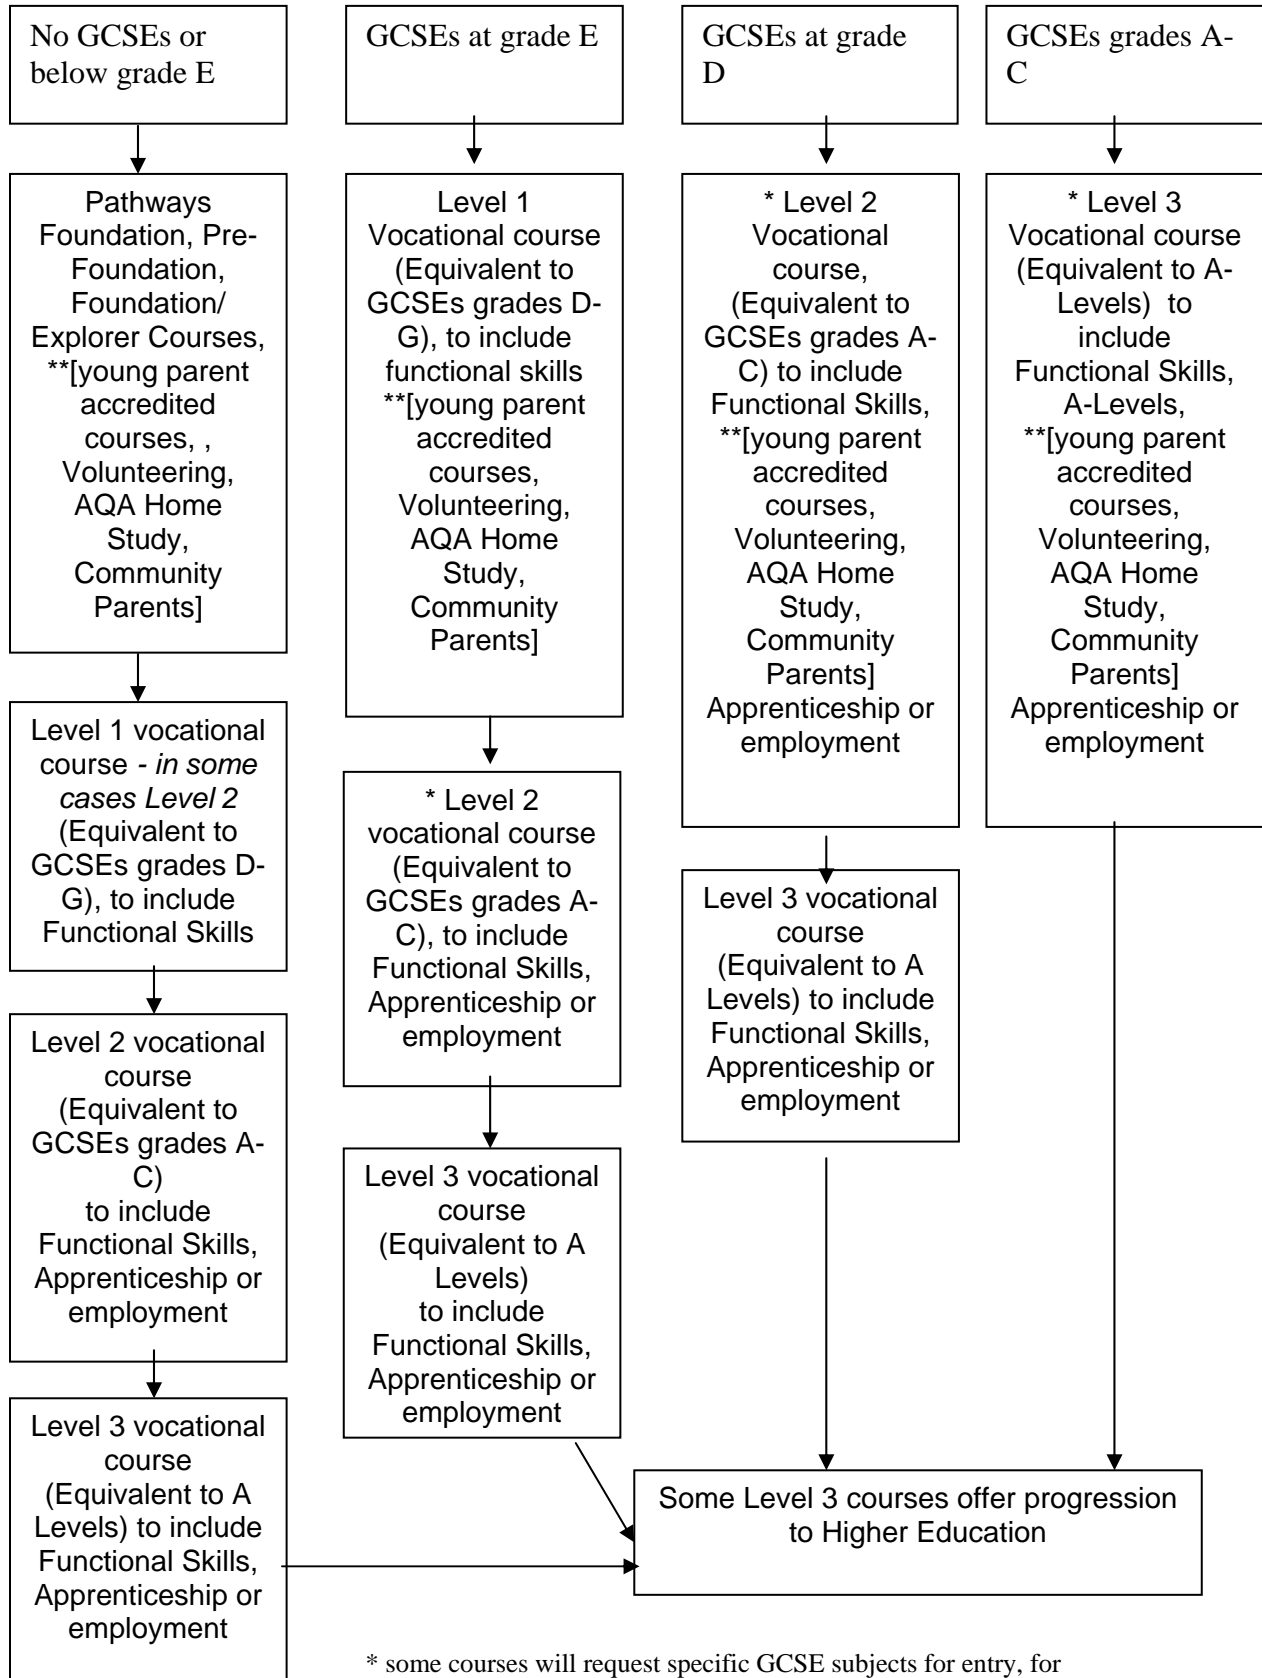 No GCSEs or
below grade E
GCSEs at grade E
GCSEs at grade
D
GCSEs grades A-
C
Pathways
Foundation, Pre-
Foundation,
Foundation/
Explorer Courses,
**[young parent
accredited
courses, ,
Volunteering,
AQA Home
Study,
Community
Parents]
Level 1
Vocational course
(Equivalent to
GCSEs grades D-
G), to include
functional skills
**[young parent
accredited
courses,
Volunteering,
AQA Home
Study,
Community
Parents]
* Level 2
Vocational
course,
(Equivalent to
GCSEs grades A-
C) to include
Functional Skills,
**[young parent
accredited
courses,
Volunteering,
AQA Home
Study,
Community
Parents]
Apprenticeship or
employment
* Level 3
Vocational course
(Equivalent to A-
Levels)  to
include
Functional Skills,
A-Levels,
**[young parent
accredited
courses,
Volunteering,
AQA Home
Study,
Community
Parents]
Apprenticeship or
employment
Level 1 vocational
course - in some
cases Level 2
(Equivalent to
GCSEs grades D-
G), to include
Functional Skills
* Level 2
vocational course
(Equivalent to
GCSEs grades A-
C), to include
Functional Skills,
Apprenticeship or
employment
Level 3 vocational
course
(Equivalent to A
Levels) to include
Functional Skills,
Apprenticeship or
employment
Level 2 vocational
course
(Equivalent to
GCSEs grades A-
C)
to include
Functional Skills,
Apprenticeship or
employment
Level 3 vocational
course
(Equivalent to A
Levels)
to include
Functional Skills,
Apprenticeship or
employment
Level 3 vocational
course
(Equivalent to A
Levels) to include
Functional Skills,
Apprenticeship or
employment
Some Level 3 courses offer progression
to Higher Education
* some courses will request specific GCSE subjects for entry, for